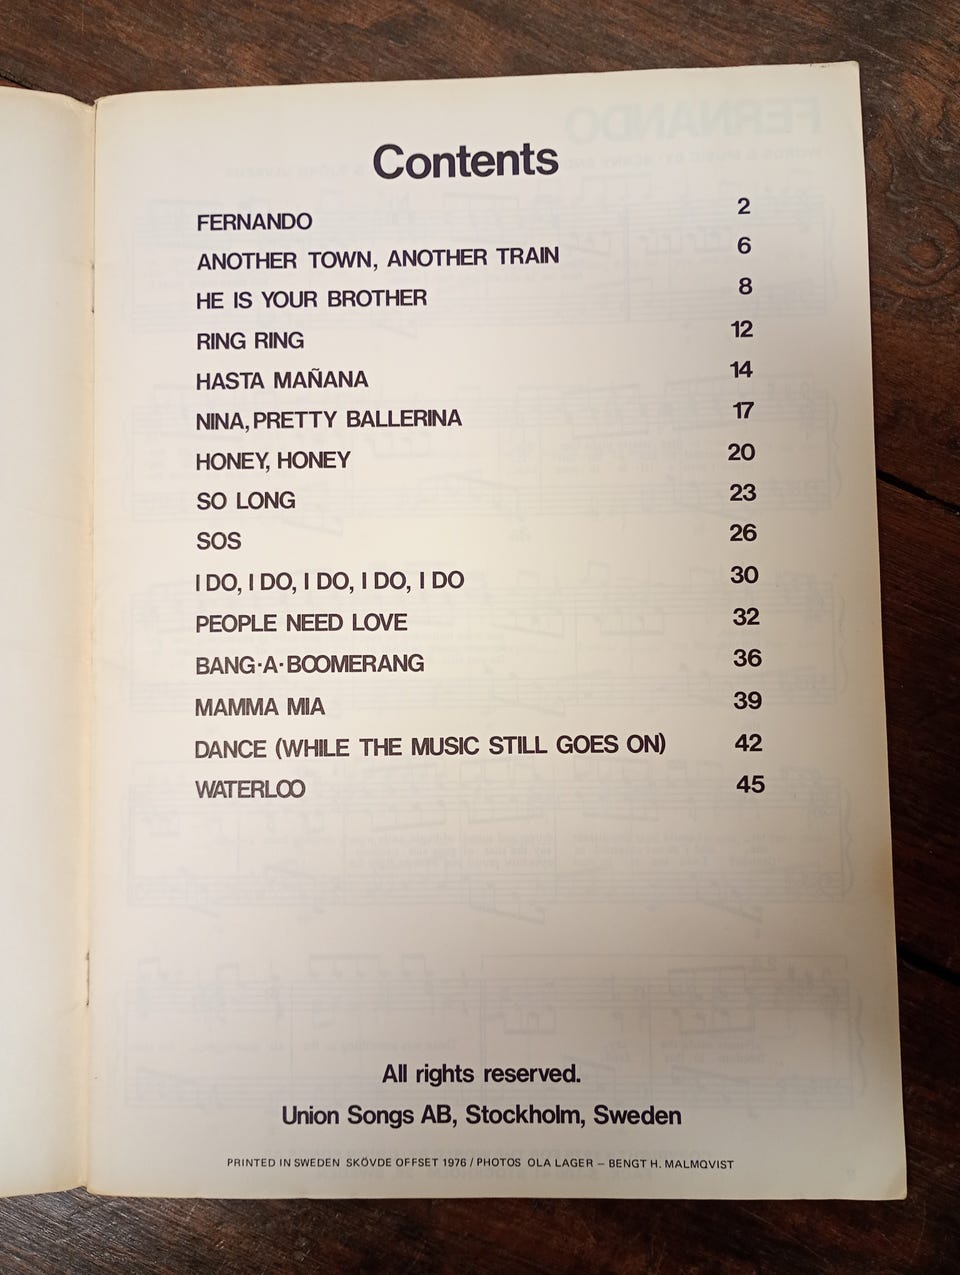 Contents
FERNANDO 2
ANOTHER TOWN, ANOTHER TRAIN 6
HE IS YOUR BROTHER 8
RING RING 12
HASTA MAÑANA 14
NINA, PRETTY BALLERINA 17
HONEY, HONEY 20
SO LONG 23
SOS 26
I DO, I DO, I DO, I DO, I DO 30
PEOPLE NEED LOVE 32
BANG·A·BOOMERANG 36
MAMMA MIA 39
DANCE (WHILE THE MUSIC STILL GOES ON) 42
WATERLOO 45
All rights reserved.
Union Songs AB, Stockholm, Sweden
PRINTED IN SWEDEN SKÖVDE OFFSET 1976 / PHOTOS OLA LAGER – BENGT H. MALMQVIST